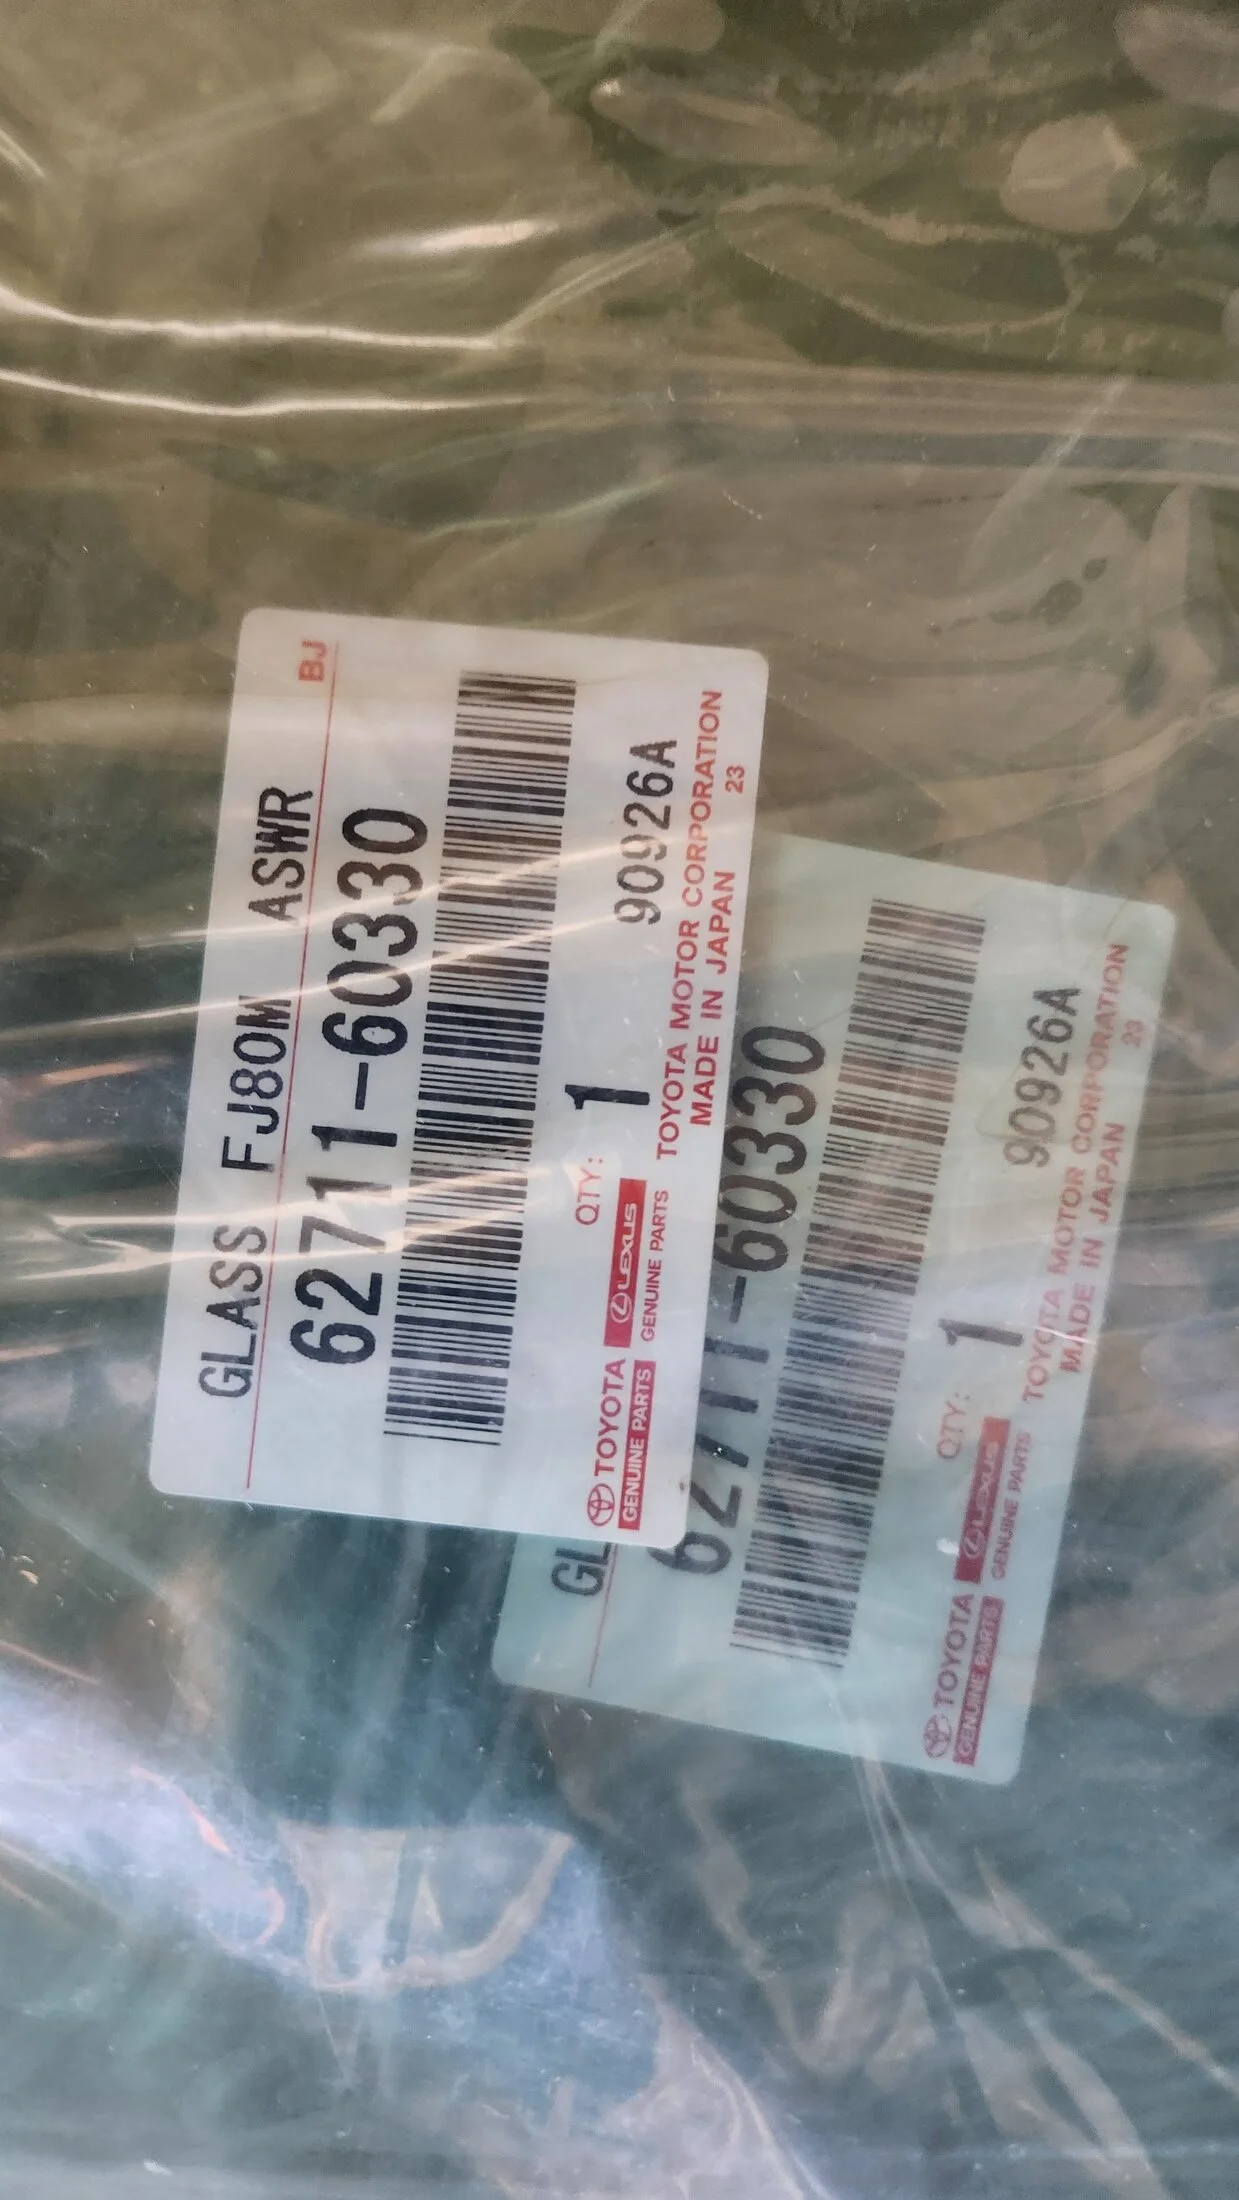 BJ
GLASS FJ80M ASWR
62711-60330
QTY: 1
90926A
TOYOTA LEXUS TOYOTA MOTOR CORPORATION
GENUINE PARTS GENUINE PARTS MADE IN JAPAN 23
GL
62711-60330
QTY: 1
90926A
TOYOTA LEXUS TOYOTA MOTOR CORPORATION
GENUINE PARTS GENUINE PARTS MADE IN JAPAN 23